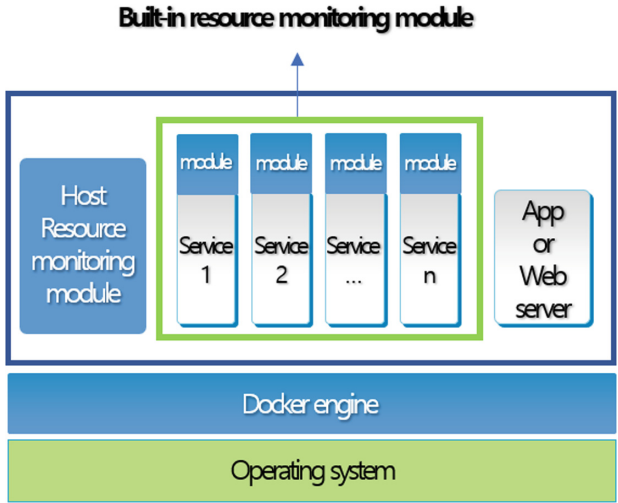 Built-in resource monitoring module
Host
Resource
monitoring
module
module
Service
1
module
Service
2
module
Service
...
module
Service
n
App
or
Web
server
Docker engine
Operating system